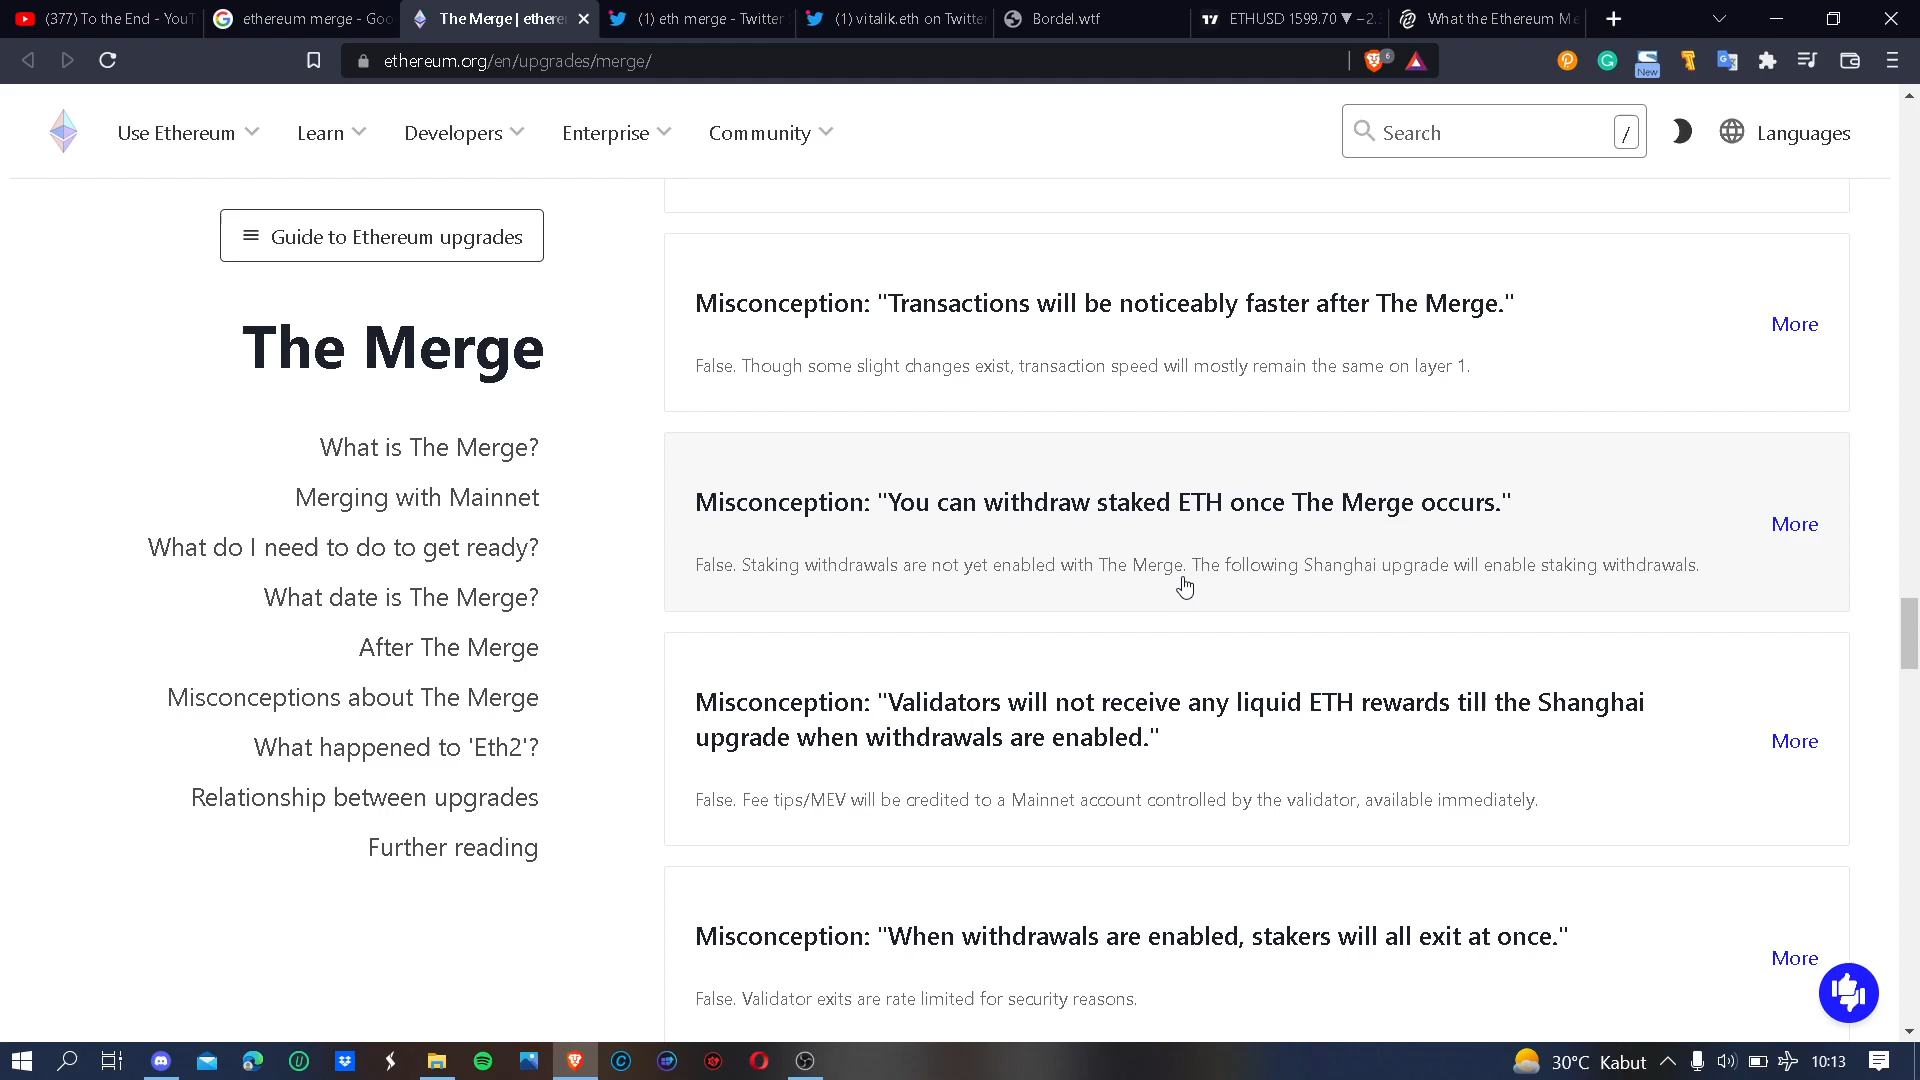 (377) To the End - YouT
ethereum merge - Goo
The Merge | ethere
(1) eth merge - Twitter
(1) vitalik.eth on Twitte
Bordel.wtf
ETHUSD 1599.70 ▼ −2.
What the Ethereum Me
ethereum.org/en/upgrades/merge/
6
New
Use Ethereum
Learn
Developers
Enterprise
Community
Search
/
Languages
Guide to Ethereum upgrades
The Merge
What is The Merge?
Merging with Mainnet
What do I need to do to get ready?
What date is The Merge?
After The Merge
Misconceptions about The Merge
What happened to 'Eth2'?
Relationship between upgrades
Further reading
Misconception: "Transactions will be noticeably faster after The Merge."
More
False. Though some slight changes exist, transaction speed will mostly remain the same on layer 1.
Misconception: "You can withdraw staked ETH once The Merge occurs."
More
False. Staking withdrawals are not yet enabled with The Merge. The following Shanghai upgrade will enable staking withdrawals.
Misconception: "Validators will not receive any liquid ETH rewards till the Shanghai
upgrade when withdrawals are enabled."
More
False. Fee tips/MEV will be credited to a Mainnet account controlled by the validator, available immediately.
Misconception: "When withdrawals are enabled, stakers will all exit at once."
More
False. Validator exits are rate limited for security reasons.
30°C Kabut
10:13